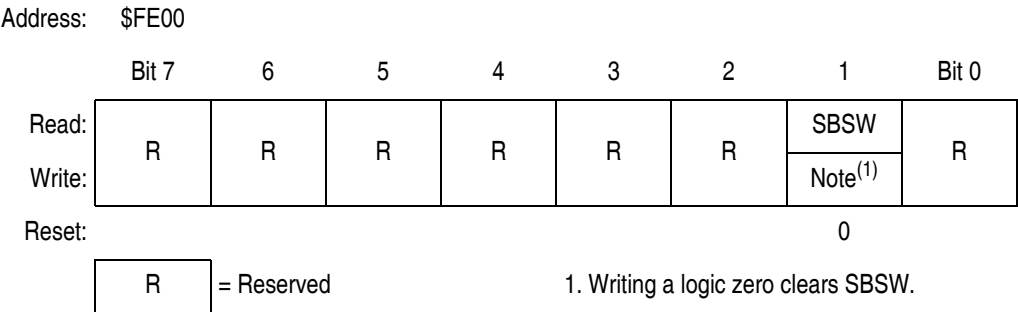 Address: $FE00
Bit 7 6 5 4 3 2 1 Bit 0
Read: R R R R R R SBSW R
Write: Note(1)
Reset: 0
R = Reserved 1. Writing a logic zero clears SBSW.